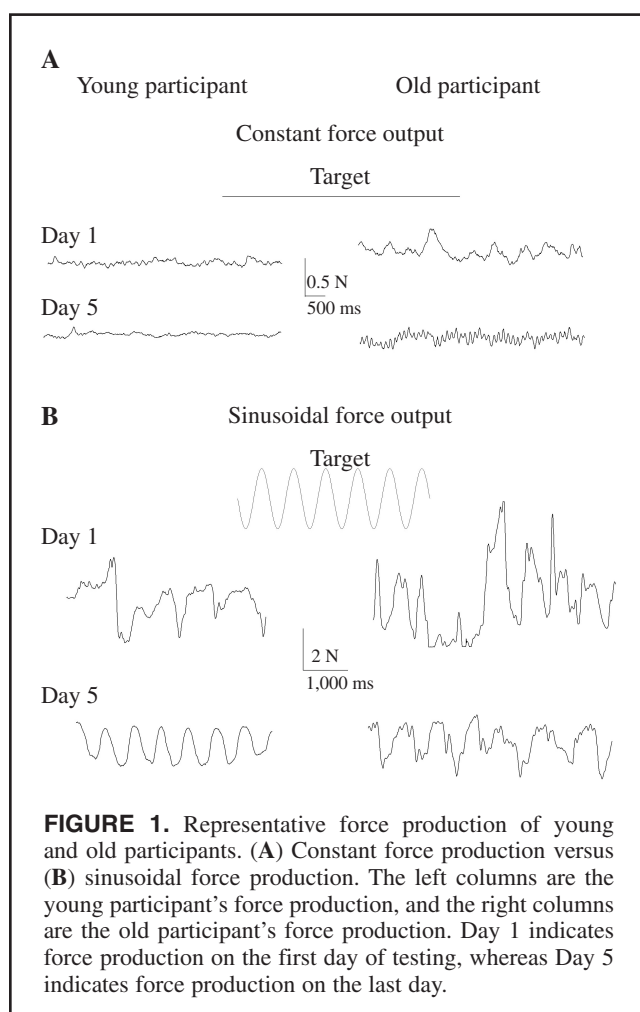 A
Young participant Old participant
Constant force output
Target
Day 1
0.5 N
500 ms
Day 5
B Sinusoidal force output
Target
Day 1
2 N
1,000 ms
Day 5
FIGURE 1. Representative force production of young
and old participants. (A) Constant force production versus
(B) sinusoidal force production. The left columns are the
young participant's force production, and the right columns
are the old participant's force production. Day 1 indicates
force production on the first day of testing, whereas Day 5
indicates force production on the last day.